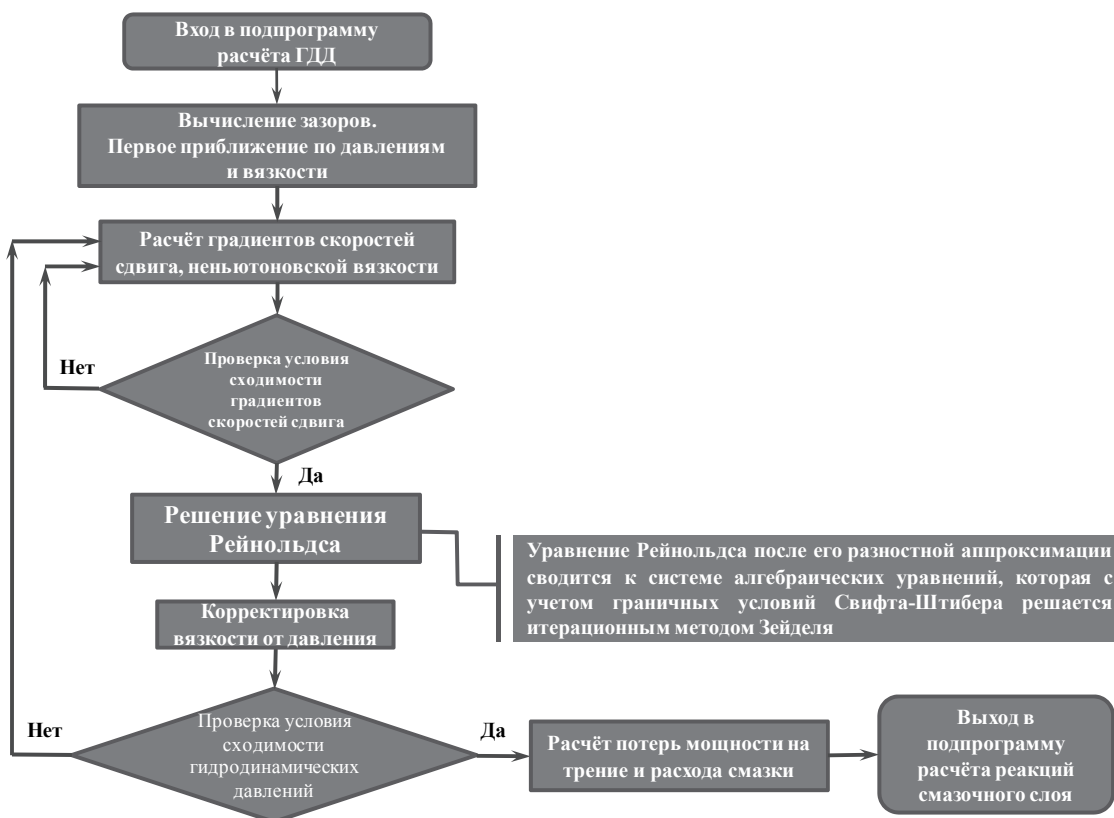 Вход в подпрограмму
расчёта ГДД
Вычисление зазоров.
Первое приближение по давлениям
и вязкости
Расчёт градиентов скоростей
сдвига, неньютоновской вязкости
Нет
Проверка условия
сходимости
градиентов
скоростей сдвига
Да
Решение уравнения
Рейнольдса
Уравнение Рейнольдса после его разностной аппроксимации
сводится к системе алгебраических уравнений, которая с
учетом граничных условий Свифта-Штибера решается
итерационным методом Зейделя
Корректировка
вязкости от давления
Нет
Проверка условия
сходимости
гидродинамических
давлений
Да
Расчёт потерь мощности на
трение и расхода смазки
Выход в
подпрограмму
расчёта реакций
смазочного слоя